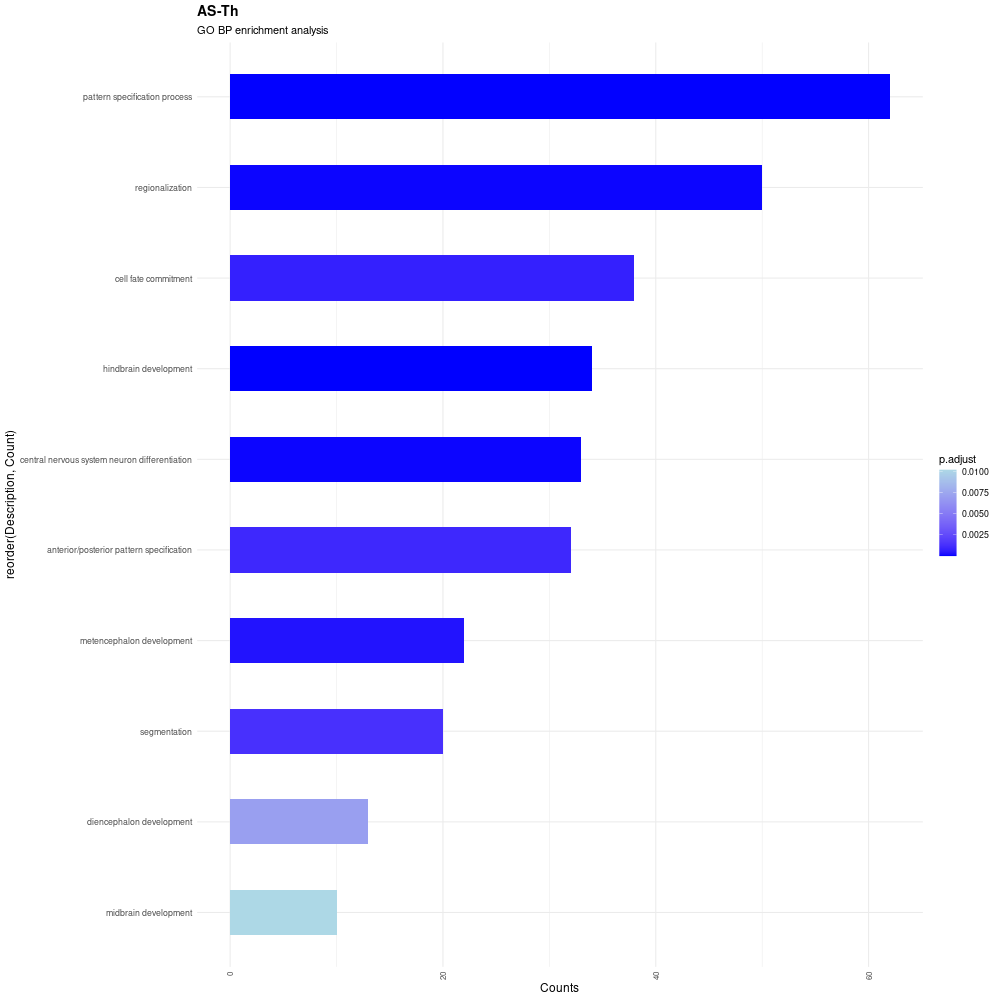 AS-Th
GO BP enrichment analysis
pattern specification process
regionalization
cell fate commitment
hindbrain development
central nervous system neuron differentiation
anterior/posterior pattern specification
metencephalon development
segmentation
diencephalon development
midbrain development
reorder(Description, Count)
0 20 40 60
Counts
p.adjust
0.0100
0.0075
0.0050
0.0025